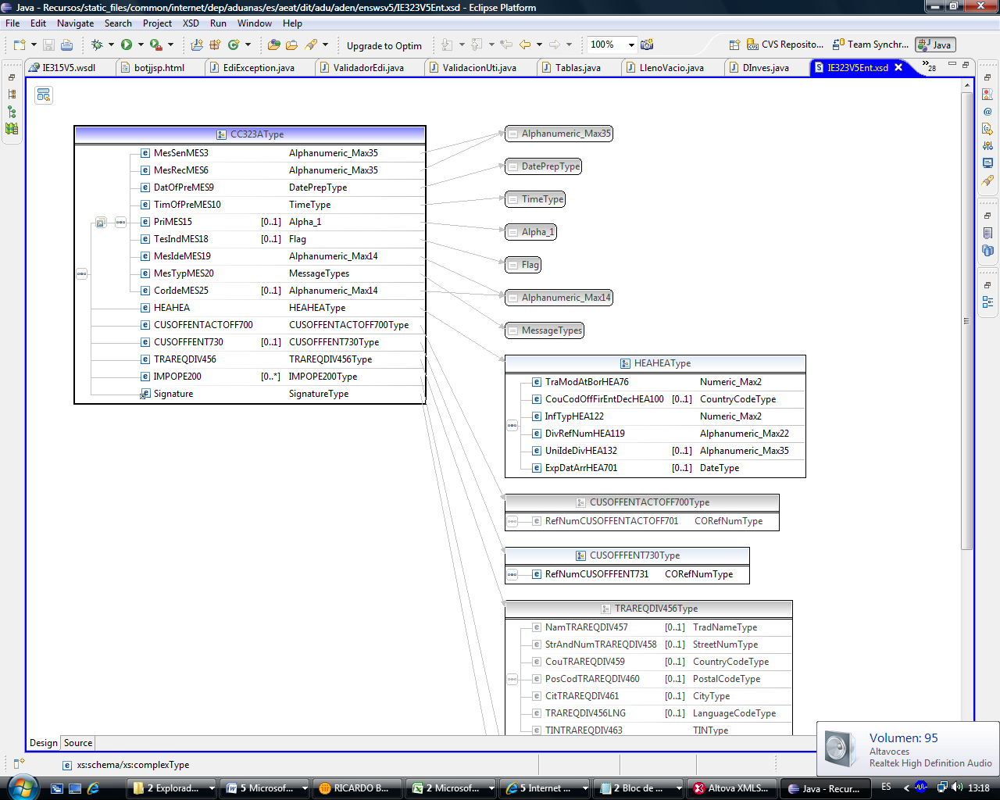 Java - Recursos/static_files/common/internet/dep/aduanas/es/aeat/dit/adu/aden/enswsv5/IE323V5Ent.xsd - Eclipse Platform
File Edit Navigate Search Project XSD Run Window Help
Upgrade to Optim 100% CVS Reposito... Team Synchr... Java
IE315V5.wsdl botjjsp.html EdiException.java ValidadorEdi.java ValidacionUti.java Tablas.java LlenoVacio.java DInves.java IE323V5Ent.xsd »28
CC323AType
MesSenMES3 Alphanumeric_Max35
MesRecMES6 Alphanumeric_Max35
DatOfPreMES9 DatePrepType
TimOfPreMES10 TimeType
PriMES15 [0..1] Alpha_1
TesIndMES18 [0..1] Flag
MesIdeMES19 Alphanumeric_Max14
MesTypMES20 MessageTypes
CorIdeMES25 [0..1] Alphanumeric_Max14
HEAHEA HEAHEAType
CUSOFFENTACTOFF700 CUSOFFENTACTOFF700Type
CUSOFFFENT730 [0..1] CUSOFFFENT730Type
TRAREQDIV456 TRAREQDIV456Type
IMPOPE200 [0..*] IMPOPE200Type
Signature SignatureType
Alphanumeric_Max35
DatePrepType
TimeType
Alpha_1
Flag
Alphanumeric_Max14
MessageTypes
HEAHEAType
TraModAtBorHEA76 Numeric_Max2
CouCodOffFirEntDecHEA100 [0..1] CountryCodeType
InfTypHEA122 Numeric_Max2
DivRefNumHEA119 Alphanumeric_Max22
UniIdeDivHEA132 [0..1] Alphanumeric_Max35
ExpDatArrHEA701 [0..1] DateType
CUSOFFENTACTOFF700Type
RefNumCUSOFFENTACTOFF701 CORefNumType
CUSOFFFENT730Type
RefNumCUSOFFFENT731 CORefNumType
TRAREQDIV456Type
NamTRAREQDIV457 [0..1] TradNameType
StrAndNumTRAREQDIV458 [0..1] StreetNumType
CouTRAREQDIV459 [0..1] CountryCodeType
PosCodTRAREQDIV460 [0..1] PostalCodeType
CitTRAREQDIV461 [0..1] CityType
TRAREQDIV456LNG [0..1] LanguageCodeType
TINTRAREQDIV463 TINType
Design Source
xs:schema/xs:complexType
Volumen: 95
Altavoces
Realtek High Definition Audio
2 Explorad... 5 Microsof... RICARDO B... 2 Microsof... 5 Internet ... 2 Bloc de ... Altova XMLS... Java - Recur... ES 13:18